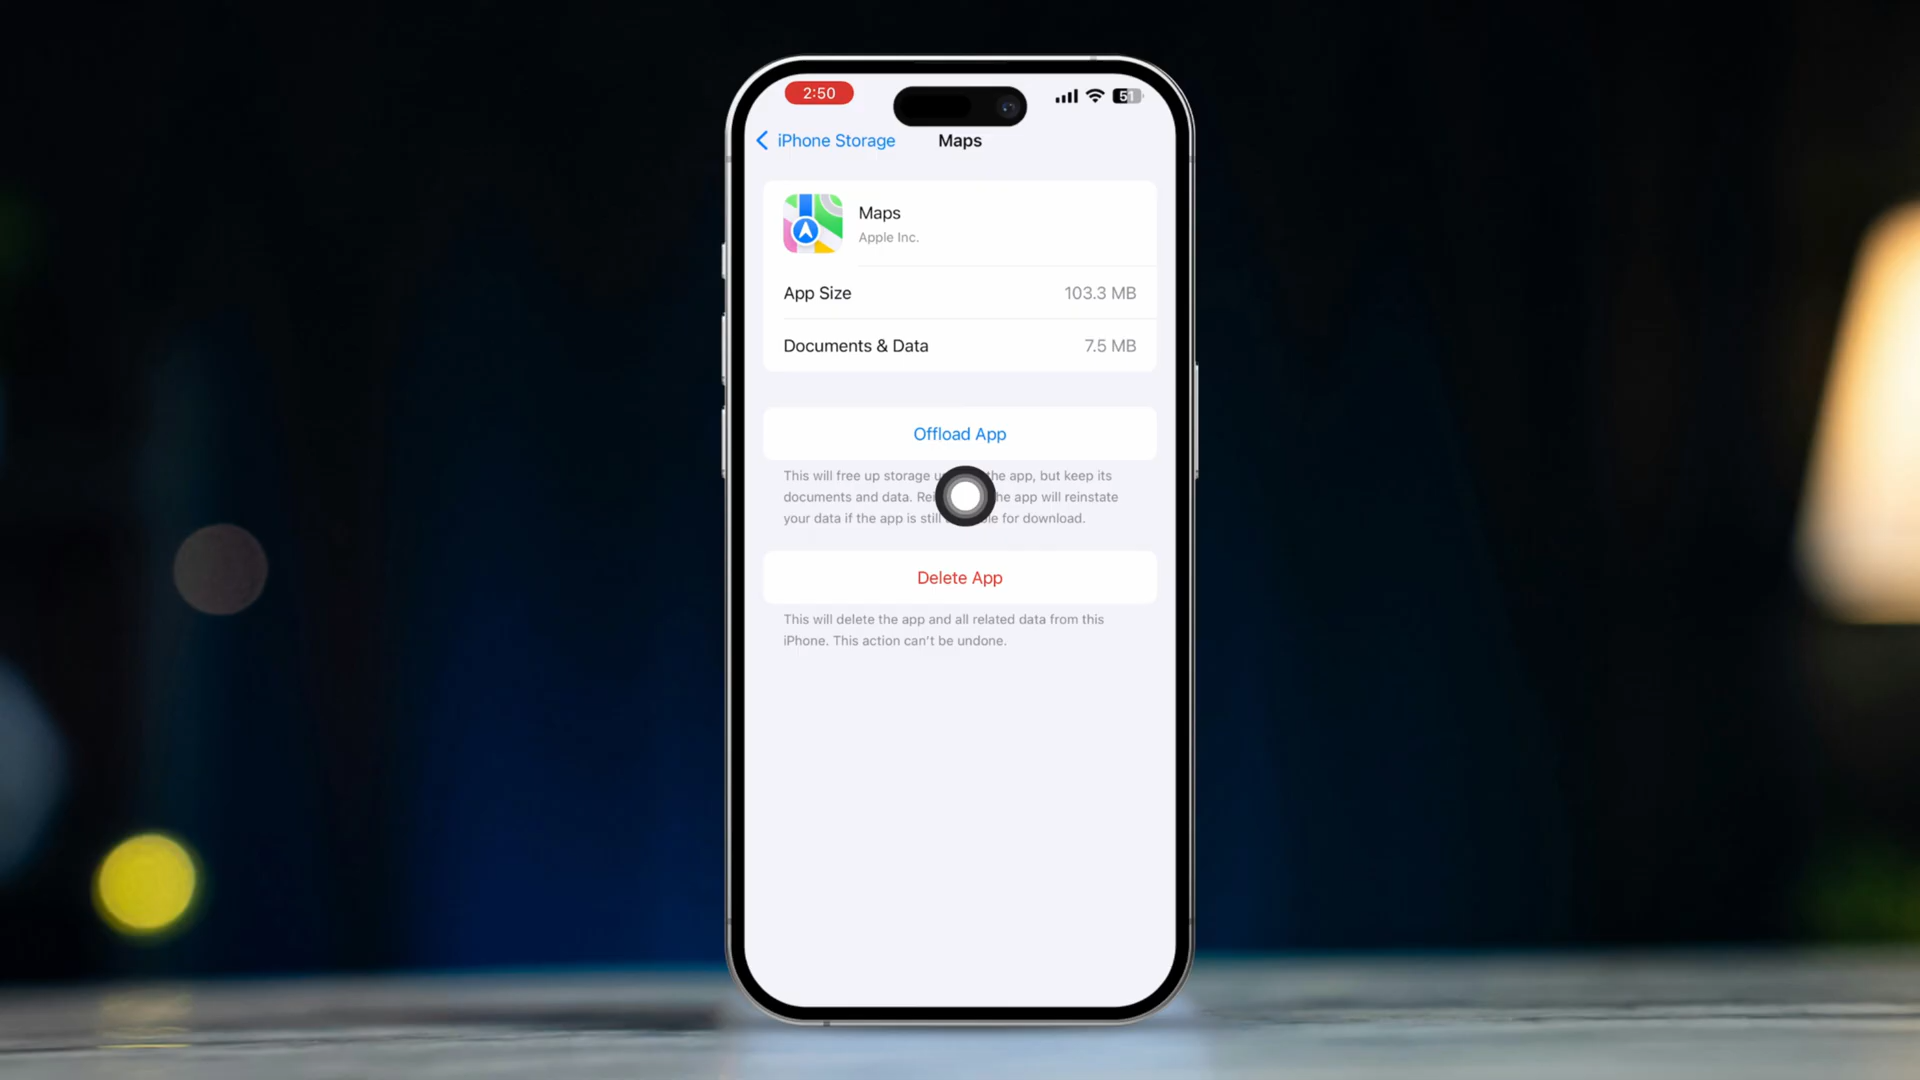 2:50
51
iPhone Storage
Maps
Maps
Apple Inc.
App Size 103.3 MB
Documents & Data 7.5 MB
Offload App
This will free up storage the app, but keep its
documents and data. app will reinstate
your data if the app is still for download.
Delete App
This will delete the app and all related data from this
iPhone. This action can't be undone.